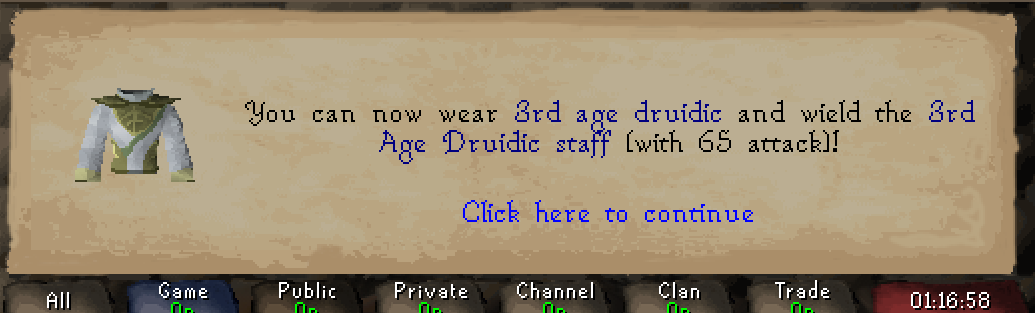 You can now wear 3rd age druidic and wield the 3rd
Age Druidic staff (with 65 attack)!
Click here to continue
All
Game
Public
Private
Channel
Clan
Trade
01:16:58